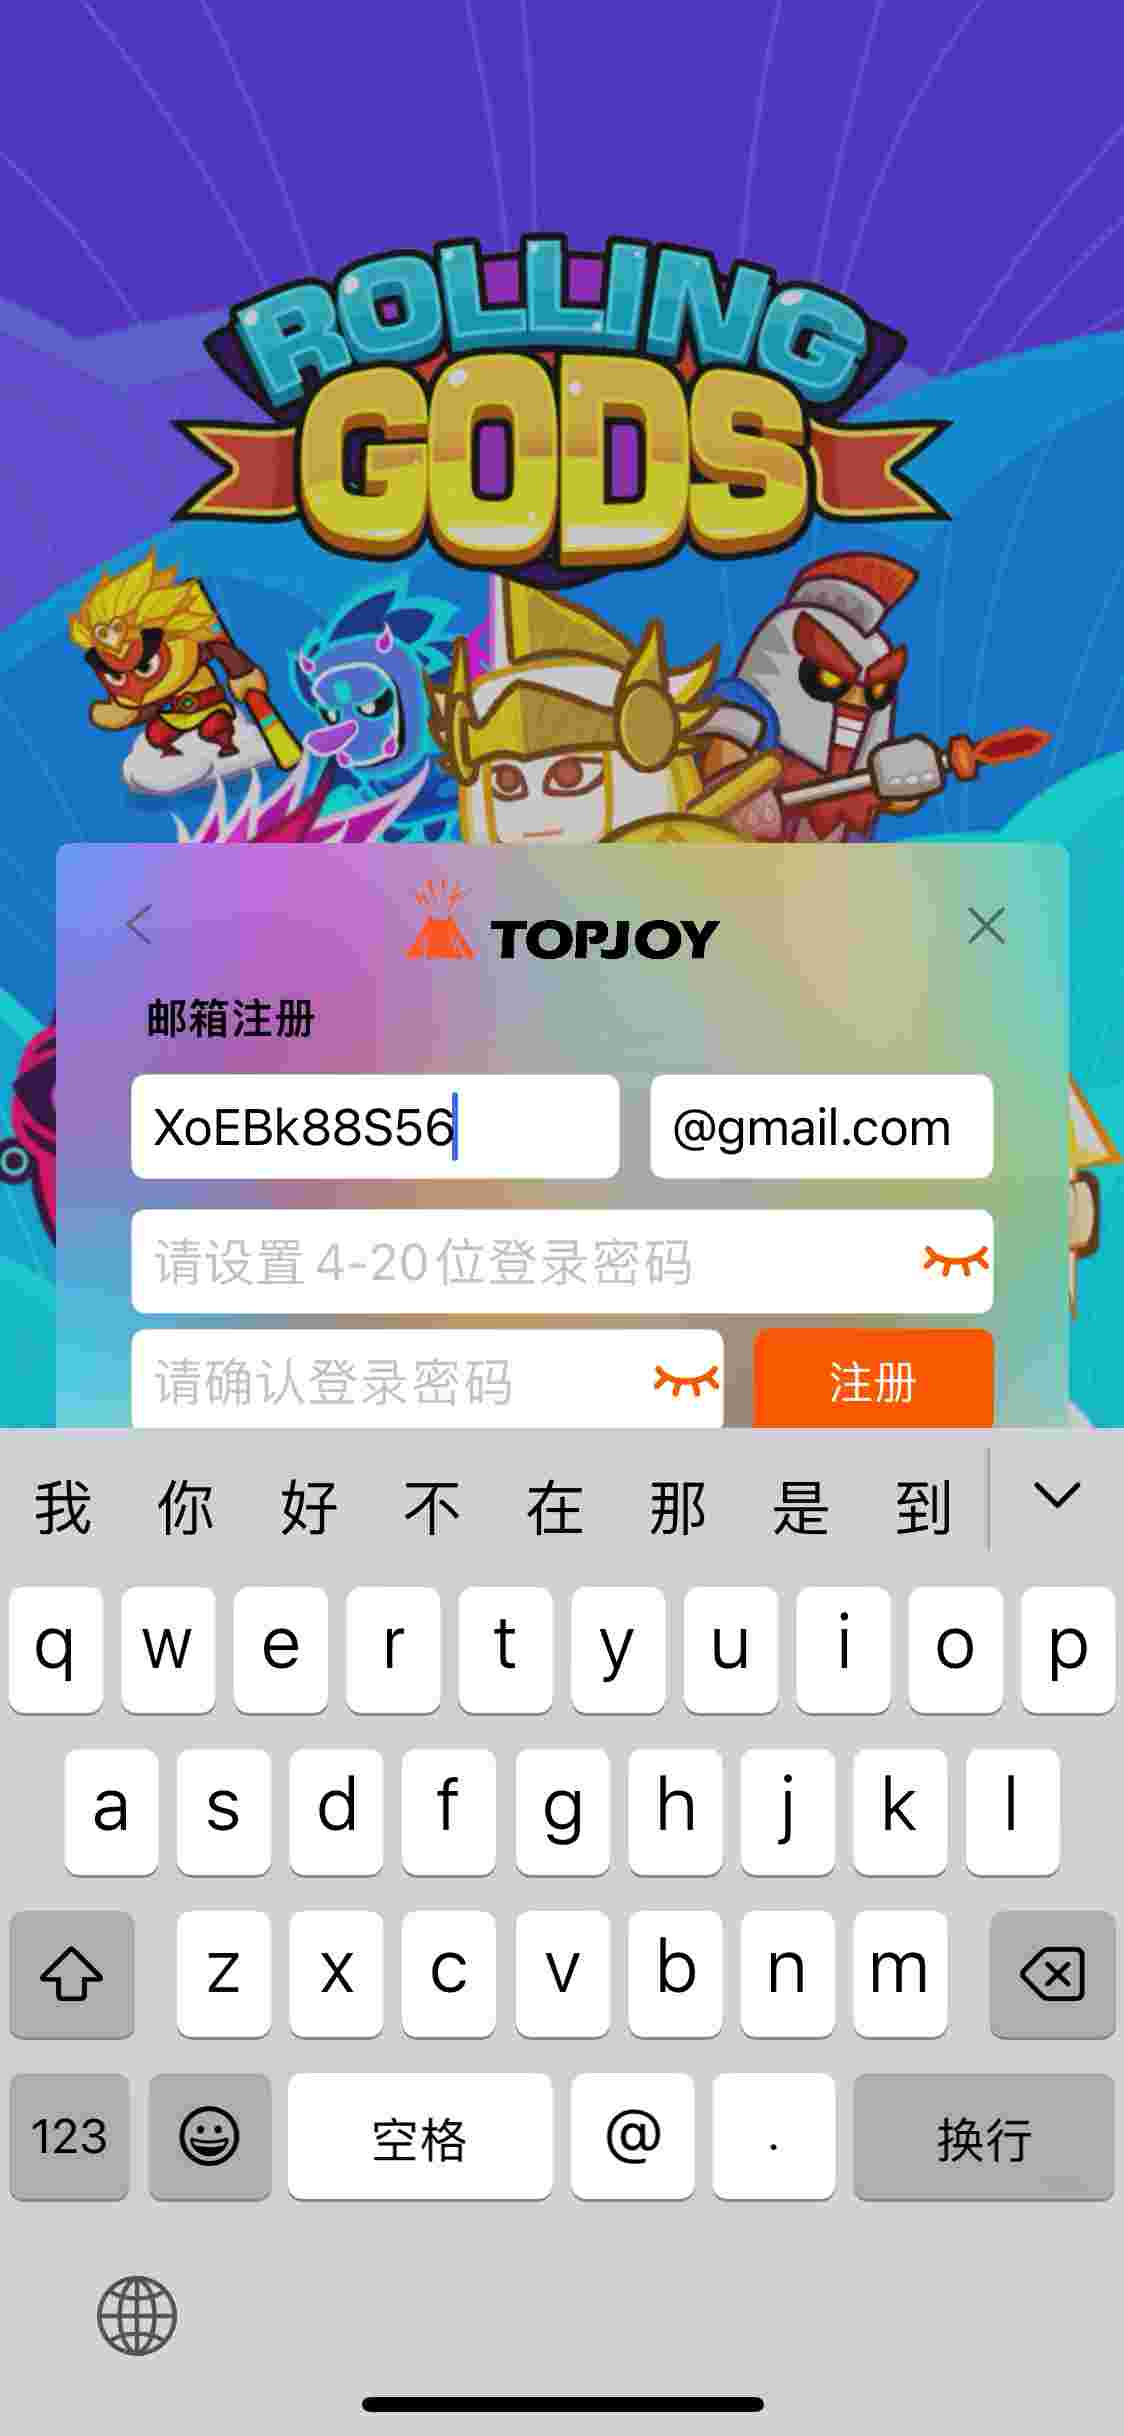 ROLLING
GODS
TOPJOY
邮箱注册
XoEBk88S56 @gmail.com
请设置4-20位登录密码
请确认登录密码 注册
我 你 好 不 在 那 是 到
q w e r t y u i o p
a s d f g h j k l
z x c v b n m
123 空格 @ . 换行